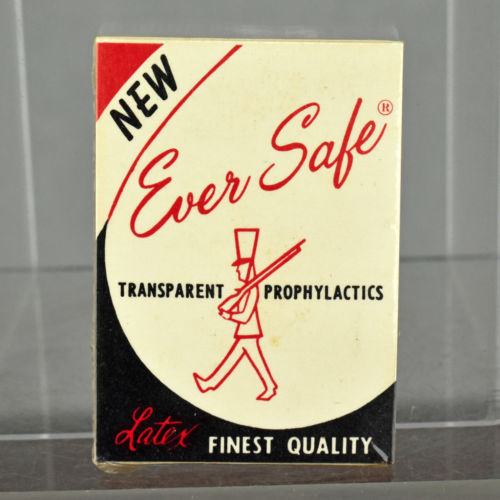 NEW
Ever Safe®
TRANSPARENT PROPHYLACTICS
Latex FINEST QUALITY